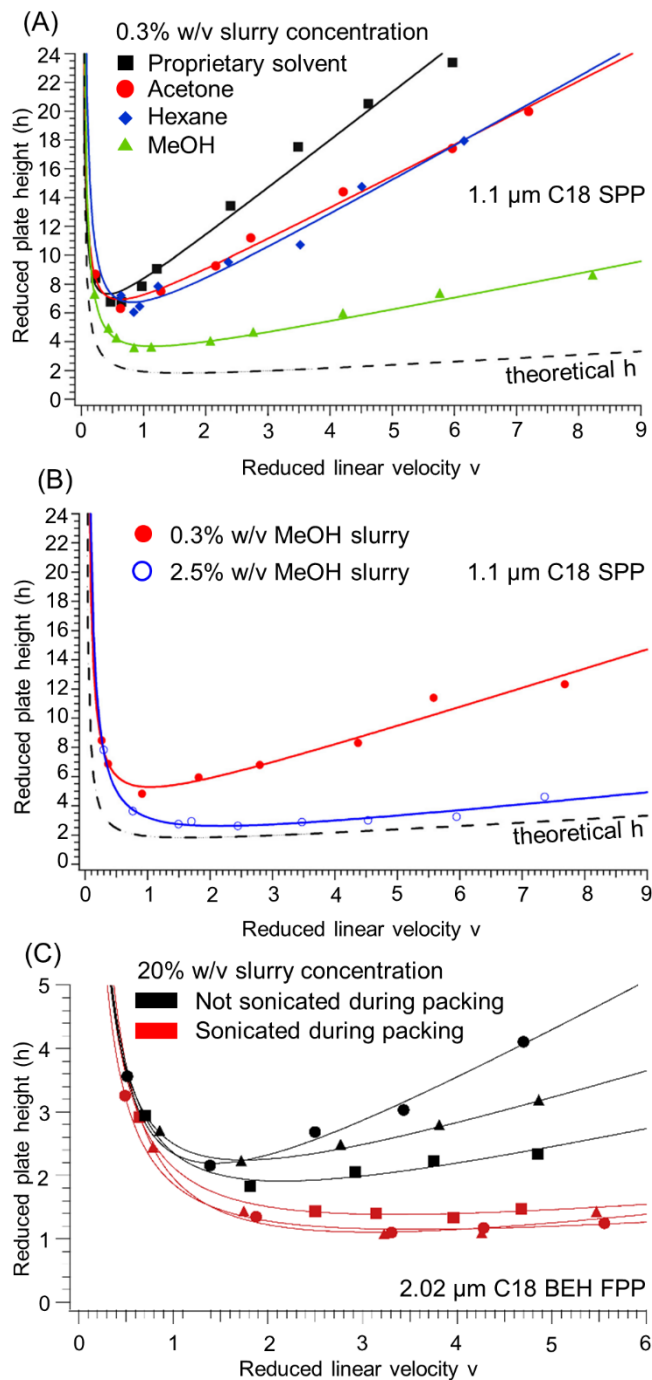 (A)
0.3% w/v slurry concentration
Proprietary solvent
Acetone
Hexane
MeOH
1.1 µm C18 SPP
theoretical h
Reduced plate height (h)
24
22
20
18
16
14
12
10
8
6
4
2
0
0 1 2 3 4 5 6 7 8 9
Reduced linear velocity v
(B)
0.3% w/v MeOH slurry
2.5% w/v MeOH slurry
1.1 µm C18 SPP
theoretical h
Reduced plate height (h)
24
22
20
18
16
14
12
10
8
6
4
2
0
0 1 2 3 4 5 6 7 8 9
Reduced linear velocity v
(C)
20% w/v slurry concentration
Not sonicated during packing
Sonicated during packing
2.02 µm C18 BEH FPP
Reduced plate height (h)
5
4
3
2
1
0
0 1 2 3 4 5 6
Reduced linear velocity v